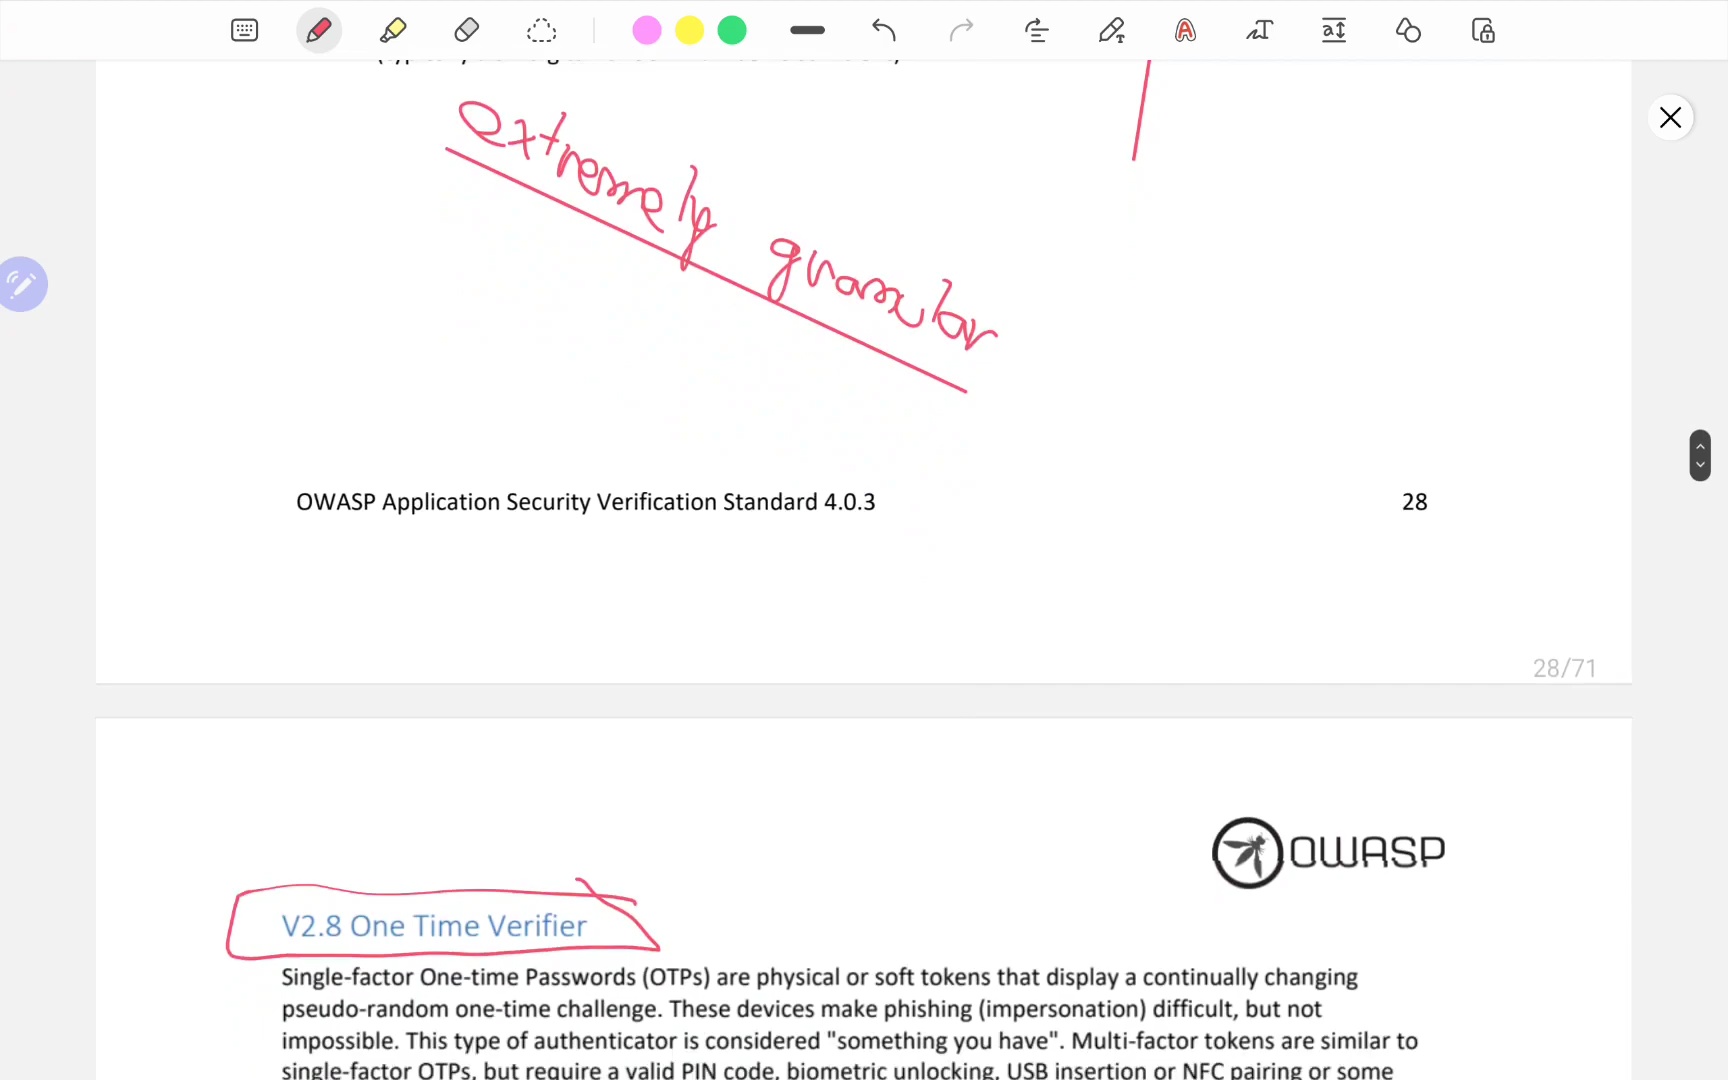 extremely granular
OWASP Application Security Verification Standard 4.0.3
28
28/71
OWASP
V2.8 One Time Verifier
Single-factor One-time Passwords (OTPs) are physical or soft tokens that display a continually changing
pseudo-random one-time challenge. These devices make phishing (impersonation) difficult, but not
impossible. This type of authenticator is considered "something you have". Multi-factor tokens are similar to
single-factor OTPs, but require a valid PIN code, biometric unlocking, USB insertion or NFC pairing or some